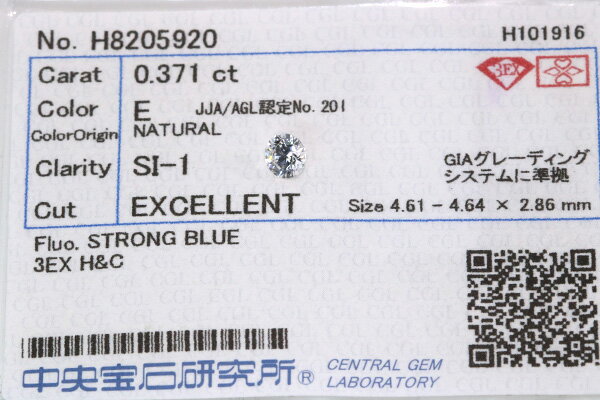 No. H8205920 H101916
Carat 0.371 ct 3EX
Color E JJA/AGL認定No. 201
ColorOrigin NATURAL
Clarity SI-1 GIAグレーディング
システムに準拠
Cut EXCELLENT Size 4.61 - 4.64 × 2.86 mm
Fluo. STRONG BLUE
3EX H&C
中央宝石研究所® CENTRAL GEM
LABORATORY